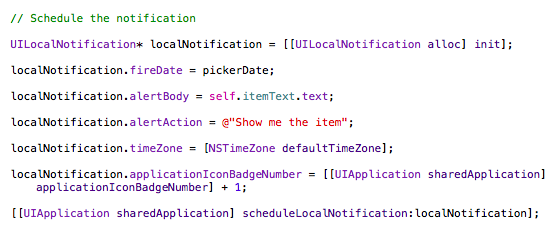 // Schedule the notification
UILocalNotification* localNotification = [[UILocalNotification alloc] init];
localNotification.fireDate = pickerDate;
localNotification.alertBody = self.itemText.text;
localNotification.alertAction = @"Show me the item";
localNotification.timeZone = [NSTimeZone defaultTimeZone];
localNotification.applicationIconBadgeNumber = [[UIApplication sharedApplication]
applicationIconBadgeNumber] + 1;
[[UIApplication sharedApplication] scheduleLocalNotification:localNotification];